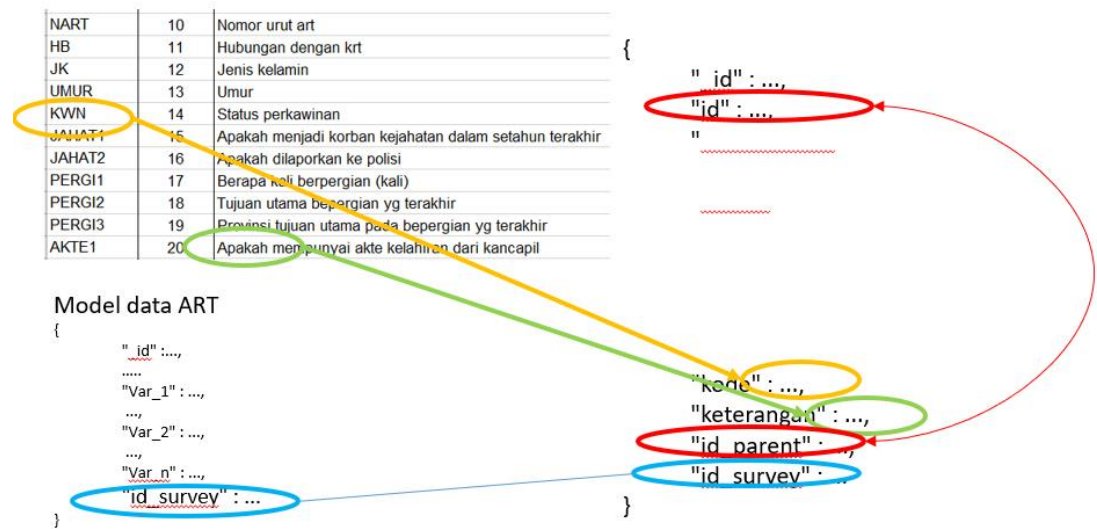 NART 10 Nomor urut art
HB 11 Hubungan dengan krt
JK 12 Jenis kelamin
UMUR 13 Umur
KWN 14 Status perkawinan
JAHAT1 15 Apakah menjadi korban kejahatan dalam setahun terakhir
JAHAT2 16 Apakah dilaporkan ke polisi
PERGI1 17 Berapa kali berpergian (kali)
PERGI2 18 Tujuan utama bepergian yg terakhir
PERGI3 19 Provinsi tujuan utama pada bepergian yg terakhir
AKTE1 20 Apakah mempunyai akte kelahiran dari kancapil
Model data ART
{
"_id" :...,
.....
"Var_1" : ...,
...,
"Var_2" : ...,
...,
"Var_n" : ...,
"id_survey" : ...
}
{
"_id" : ...,
"id" : ...,
"
"kode" : ...,
"keterangan" : ...,
"id_parent" : ...,
"id_survey" : ...
}